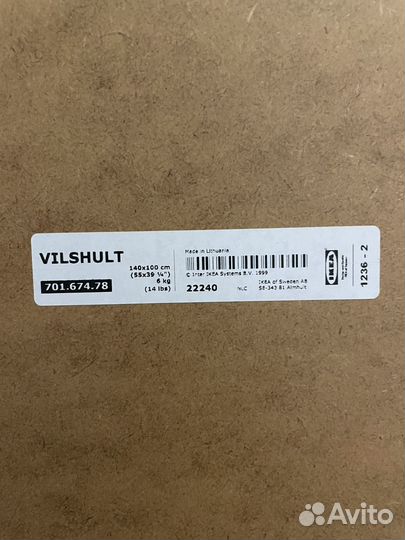 VILSHULT
701.674.78
140x100 cm
(55x39 ¼")
6 kg
(14 lbs)
Made in Lithuania
© Inter IKEA Systems B.V. 1999
22240
NLC
IKEA of Sweden AB
SE-343 81 Älmhult
IKEA
1236 - 2
Avito